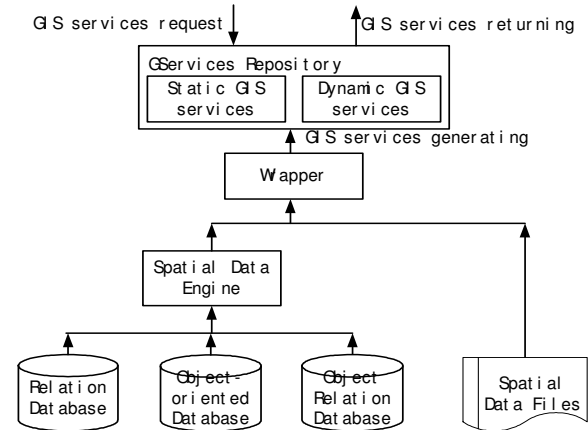 GIS services request
GIS services returning
GServices Repository
Static GIS
services
Dynamic GIS
services
GIS services generating
Wrapper
Spatial Data
Engine
Relation
Database
Object-
oriented
Database
Object
Relation
Database
Spatial
Data Files